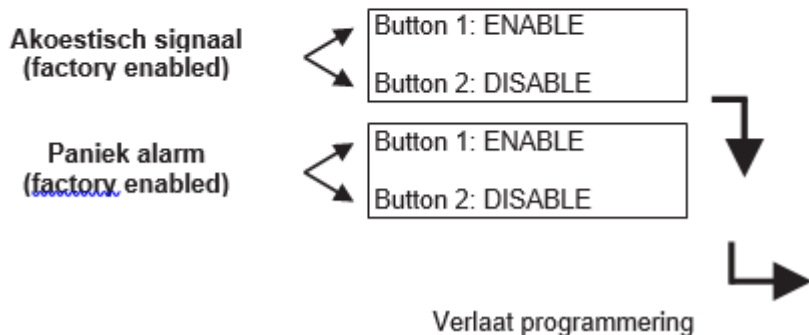 Akoestisch signaal
(factory enabled)
Button 1: ENABLE
Button 2: DISABLE
Paniek alarm
(factory enabled)
Button 1: ENABLE
Button 2: DISABLE
Verlaat programmering